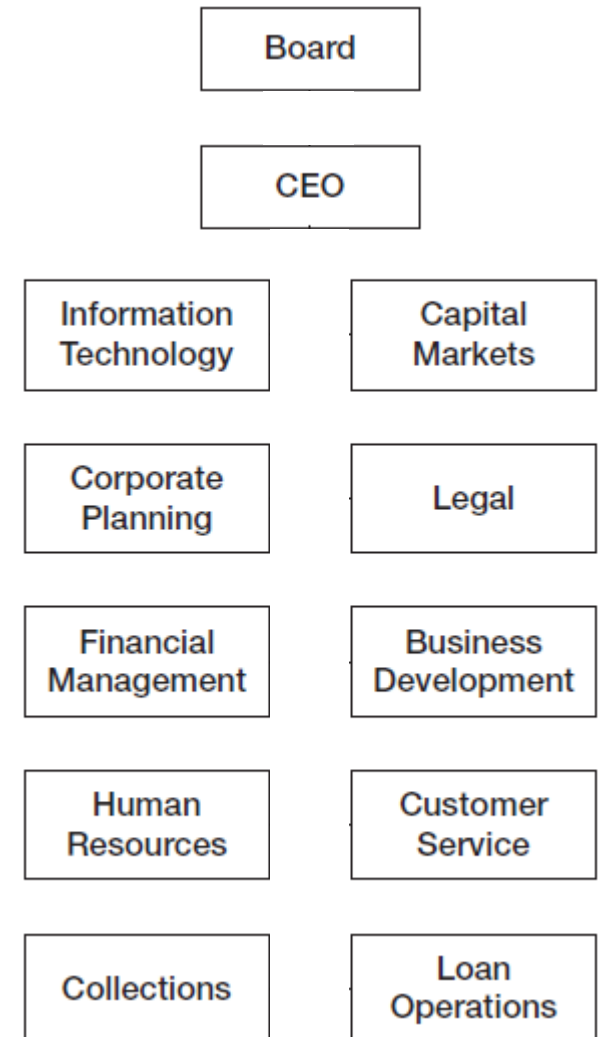 Board
CEO
Information
Technology
Capital
Markets
Corporate
Planning
Legal
Financial
Management
Business
Development
Human
Resources
Customer
Service
Collections
Loan
Operations